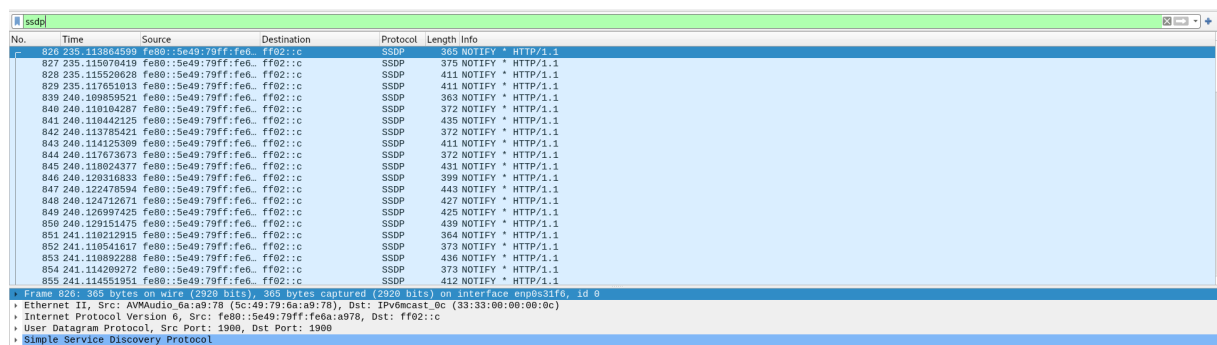 ssdp
No. Time Source Destination Protocol Length Info
826 235.113864599 fe80::5e49:79ff:fe6… ff02::c SSDP 365 NOTIFY * HTTP/1.1
827 235.115070419 fe80::5e49:79ff:fe6… ff02::c SSDP 375 NOTIFY * HTTP/1.1
828 235.115520628 fe80::5e49:79ff:fe6… ff02::c SSDP 411 NOTIFY * HTTP/1.1
829 235.117651013 fe80::5e49:79ff:fe6… ff02::c SSDP 411 NOTIFY * HTTP/1.1
839 240.109859521 fe80::5e49:79ff:fe6… ff02::c SSDP 363 NOTIFY * HTTP/1.1
840 240.110104287 fe80::5e49:79ff:fe6… ff02::c SSDP 372 NOTIFY * HTTP/1.1
841 240.110442125 fe80::5e49:79ff:fe6… ff02::c SSDP 435 NOTIFY * HTTP/1.1
842 240.113785421 fe80::5e49:79ff:fe6… ff02::c SSDP 372 NOTIFY * HTTP/1.1
843 240.114125309 fe80::5e49:79ff:fe6… ff02::c SSDP 411 NOTIFY * HTTP/1.1
844 240.117673673 fe80::5e49:79ff:fe6… ff02::c SSDP 372 NOTIFY * HTTP/1.1
845 240.118024377 fe80::5e49:79ff:fe6… ff02::c SSDP 431 NOTIFY * HTTP/1.1
846 240.120316833 fe80::5e49:79ff:fe6… ff02::c SSDP 399 NOTIFY * HTTP/1.1
847 240.122478594 fe80::5e49:79ff:fe6… ff02::c SSDP 443 NOTIFY * HTTP/1.1
848 240.124712671 fe80::5e49:79ff:fe6… ff02::c SSDP 427 NOTIFY * HTTP/1.1
849 240.126997425 fe80::5e49:79ff:fe6… ff02::c SSDP 425 NOTIFY * HTTP/1.1
850 240.129151475 fe80::5e49:79ff:fe6… ff02::c SSDP 439 NOTIFY * HTTP/1.1
851 241.110212915 fe80::5e49:79ff:fe6… ff02::c SSDP 364 NOTIFY * HTTP/1.1
852 241.110541617 fe80::5e49:79ff:fe6… ff02::c SSDP 373 NOTIFY * HTTP/1.1
853 241.110892288 fe80::5e49:79ff:fe6… ff02::c SSDP 436 NOTIFY * HTTP/1.1
854 241.114209272 fe80::5e49:79ff:fe6… ff02::c SSDP 373 NOTIFY * HTTP/1.1
855 241.114551951 fe80::5e49:79ff:fe6… ff02::c SSDP 412 NOTIFY * HTTP/1.1
Frame 826: 365 bytes on wire (2920 bits), 365 bytes captured (2920 bits) on interface enp0s31f6, id 0
Ethernet II, Src: AVMAudio_6a:a9:78 (5c:49:79:6a:a9:78), Dst: IPv6mcast_0c (33:33:00:00:00:0c)
Internet Protocol Version 6, Src: fe80::5e49:79ff:fe6a:a978, Dst: ff02::c
User Datagram Protocol, Src Port: 1900, Dst Port: 1900
Simple Service Discovery Protocol